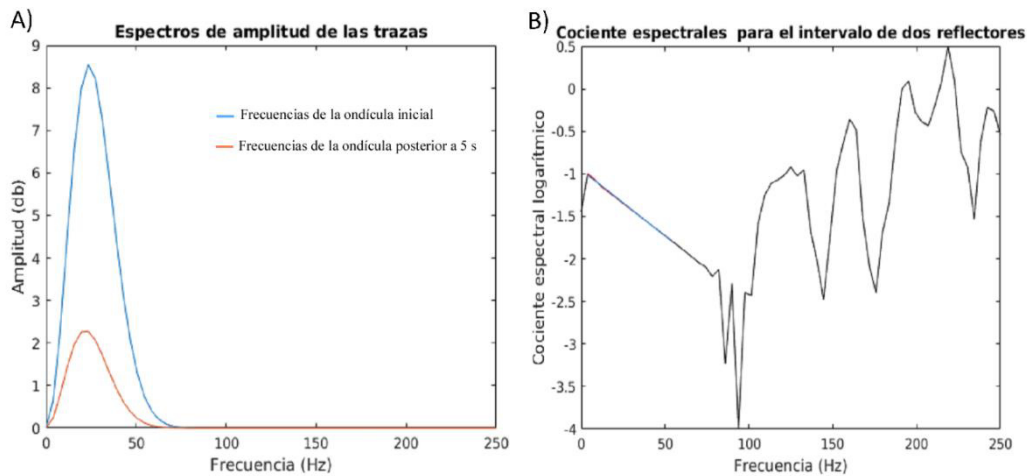 A)
Espectros de amplitud de las trazas
9
8
7
6
5
4
3
2
1
0
Amplitud (db)
Frecuencias de la ondícula inicial
Frecuencias de la ondícula posterior a 5 s
0 50 100 150 200 250
Frecuencia (Hz)
B)
Cociente espectrales para el intervalo de dos reflectores
0.5
0
-0.5
-1
-1.5
-2
-2.5
-3
-3.5
-4
Cociente espectral logarítmico
0 50 100 150 200 250
Frecuencia (Hz)